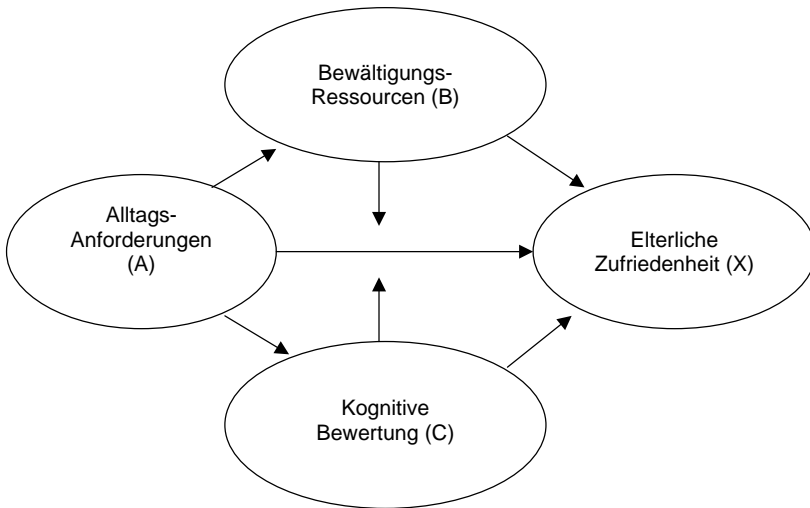 Bewältigungs-
Ressourcen (B)
Alltags-
Anforderungen
(A)
Elterliche
Zufriedenheit (X)
Kognitive
Bewertung (C)